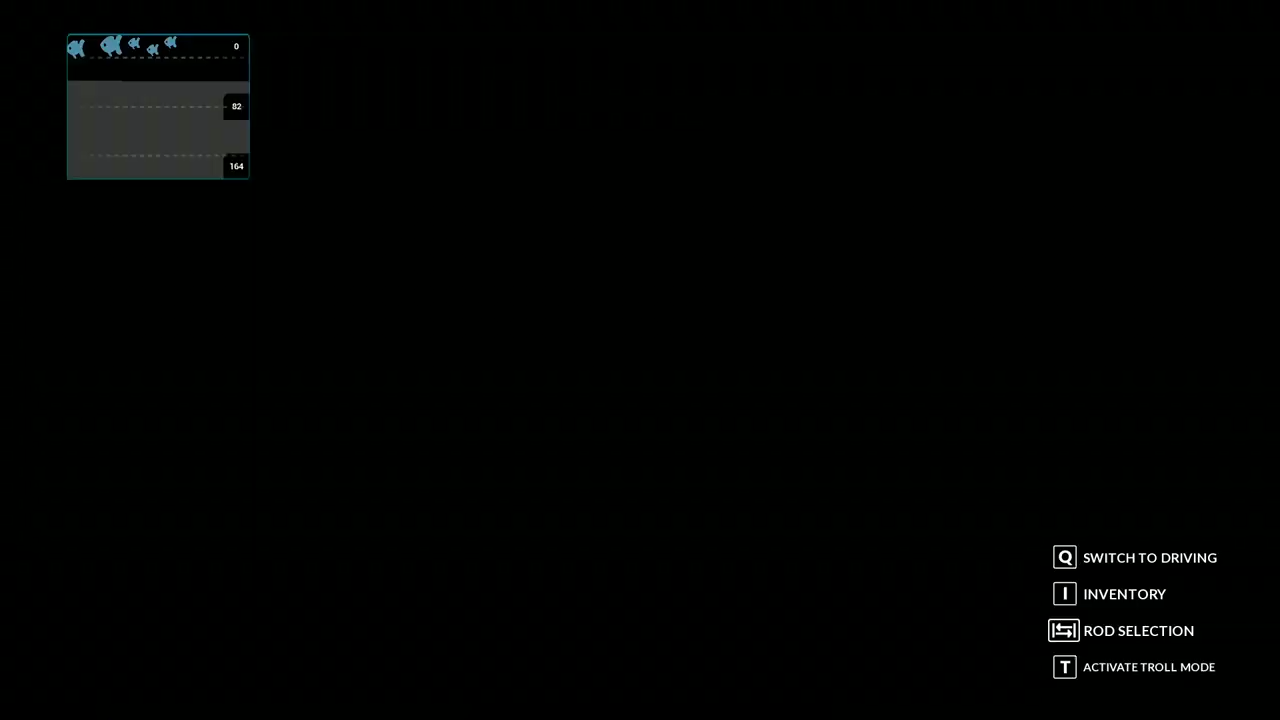 0
82
164
Q SWITCH TO DRIVING
I INVENTORY
ROD SELECTION
T ACTIVATE TROLL MODE